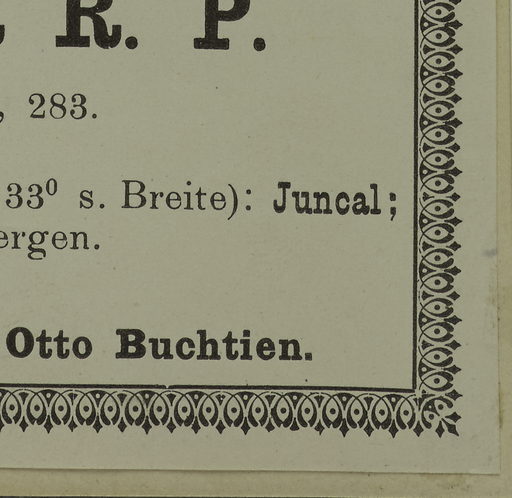 R. P.
, 283.
33⁰ s. Breite): Juncal;
ergen.
Otto Buchtien.